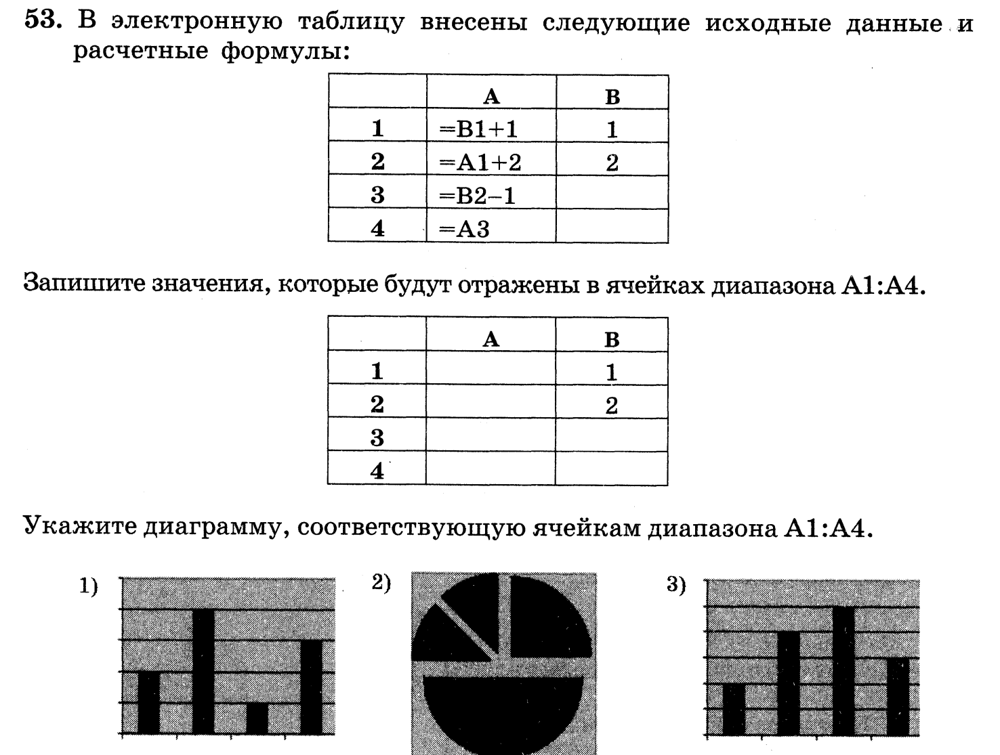 53. В электронную таблицу внесены следующие исходные данные и
расчетные формулы:
A B
1 =B1+1 1
2 =A1+2 2
3 =B2–1
4 =A3
Запишите значения, которые будут отражены в ячейках диапазона A1:A4.
A B
1 1
2 2
3
4
Укажите диаграмму, соответствующую ячейкам диапазона A1:A4.
1) 2) 3)